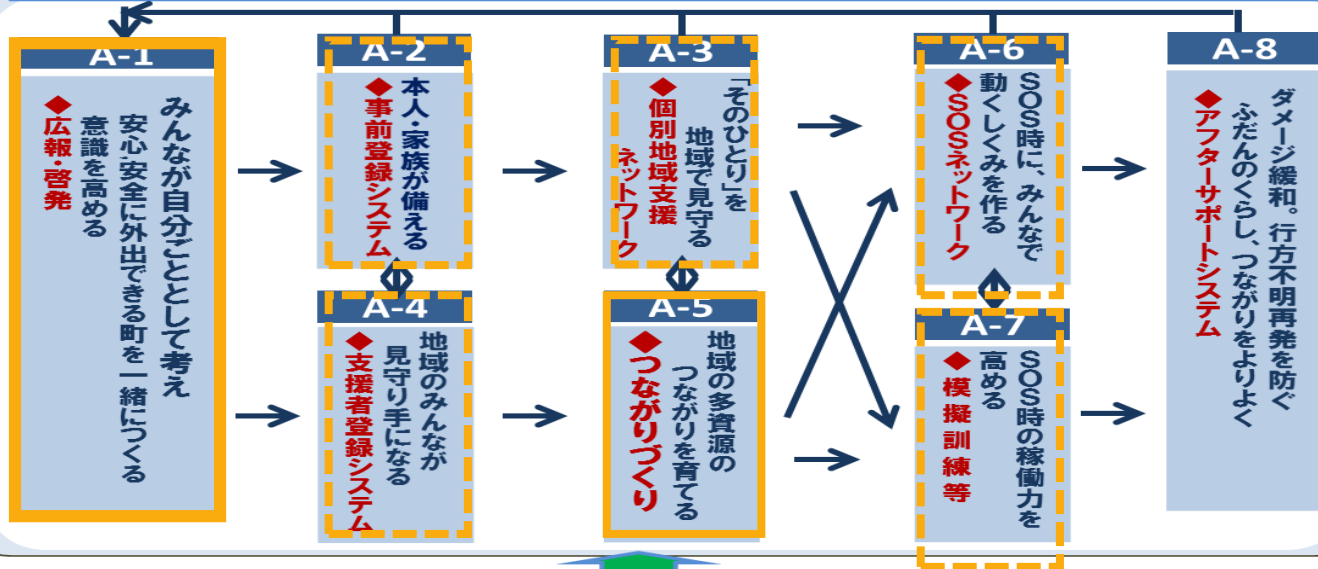 A-1
みんなが自分ごととして考え
安心・安全に外出できる町を一緒につくる
意識を高める
◆広報・啓発
A-2
本人・家族が備える
◆事前登録システム
A-3
「そのひとり」を
地域で見守る
◆個別地域支援
ネットワーク
A-4
地域のみんなが
見守り手になる
◆支援者登録システム
A-5
地域の多資源の
つながりを育てる
◆つながりづくり
A-6
SOS時に、みんなで
動くしくみを作る
◆SOSネットワーク
A-7
SOS時の稼働力を
高める
◆模擬訓練等
A-8
ダメージ緩和。行方不明再発を防ぐ
ふだんのくらし、つながりをよりよく
◆アフターサポートシステム